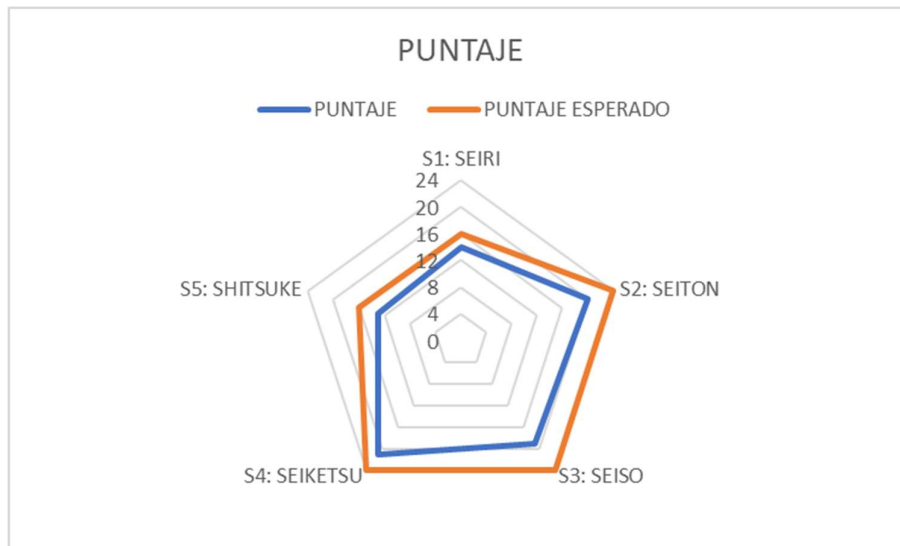 PUNTAJE
PUNTAJE PUNTAJE ESPERADO
S1: SEIRI
24
20
16
12
S5: SHITSUKE 8 S2: SEITON
4
0
S4: SEIKETSU S3: SEISO